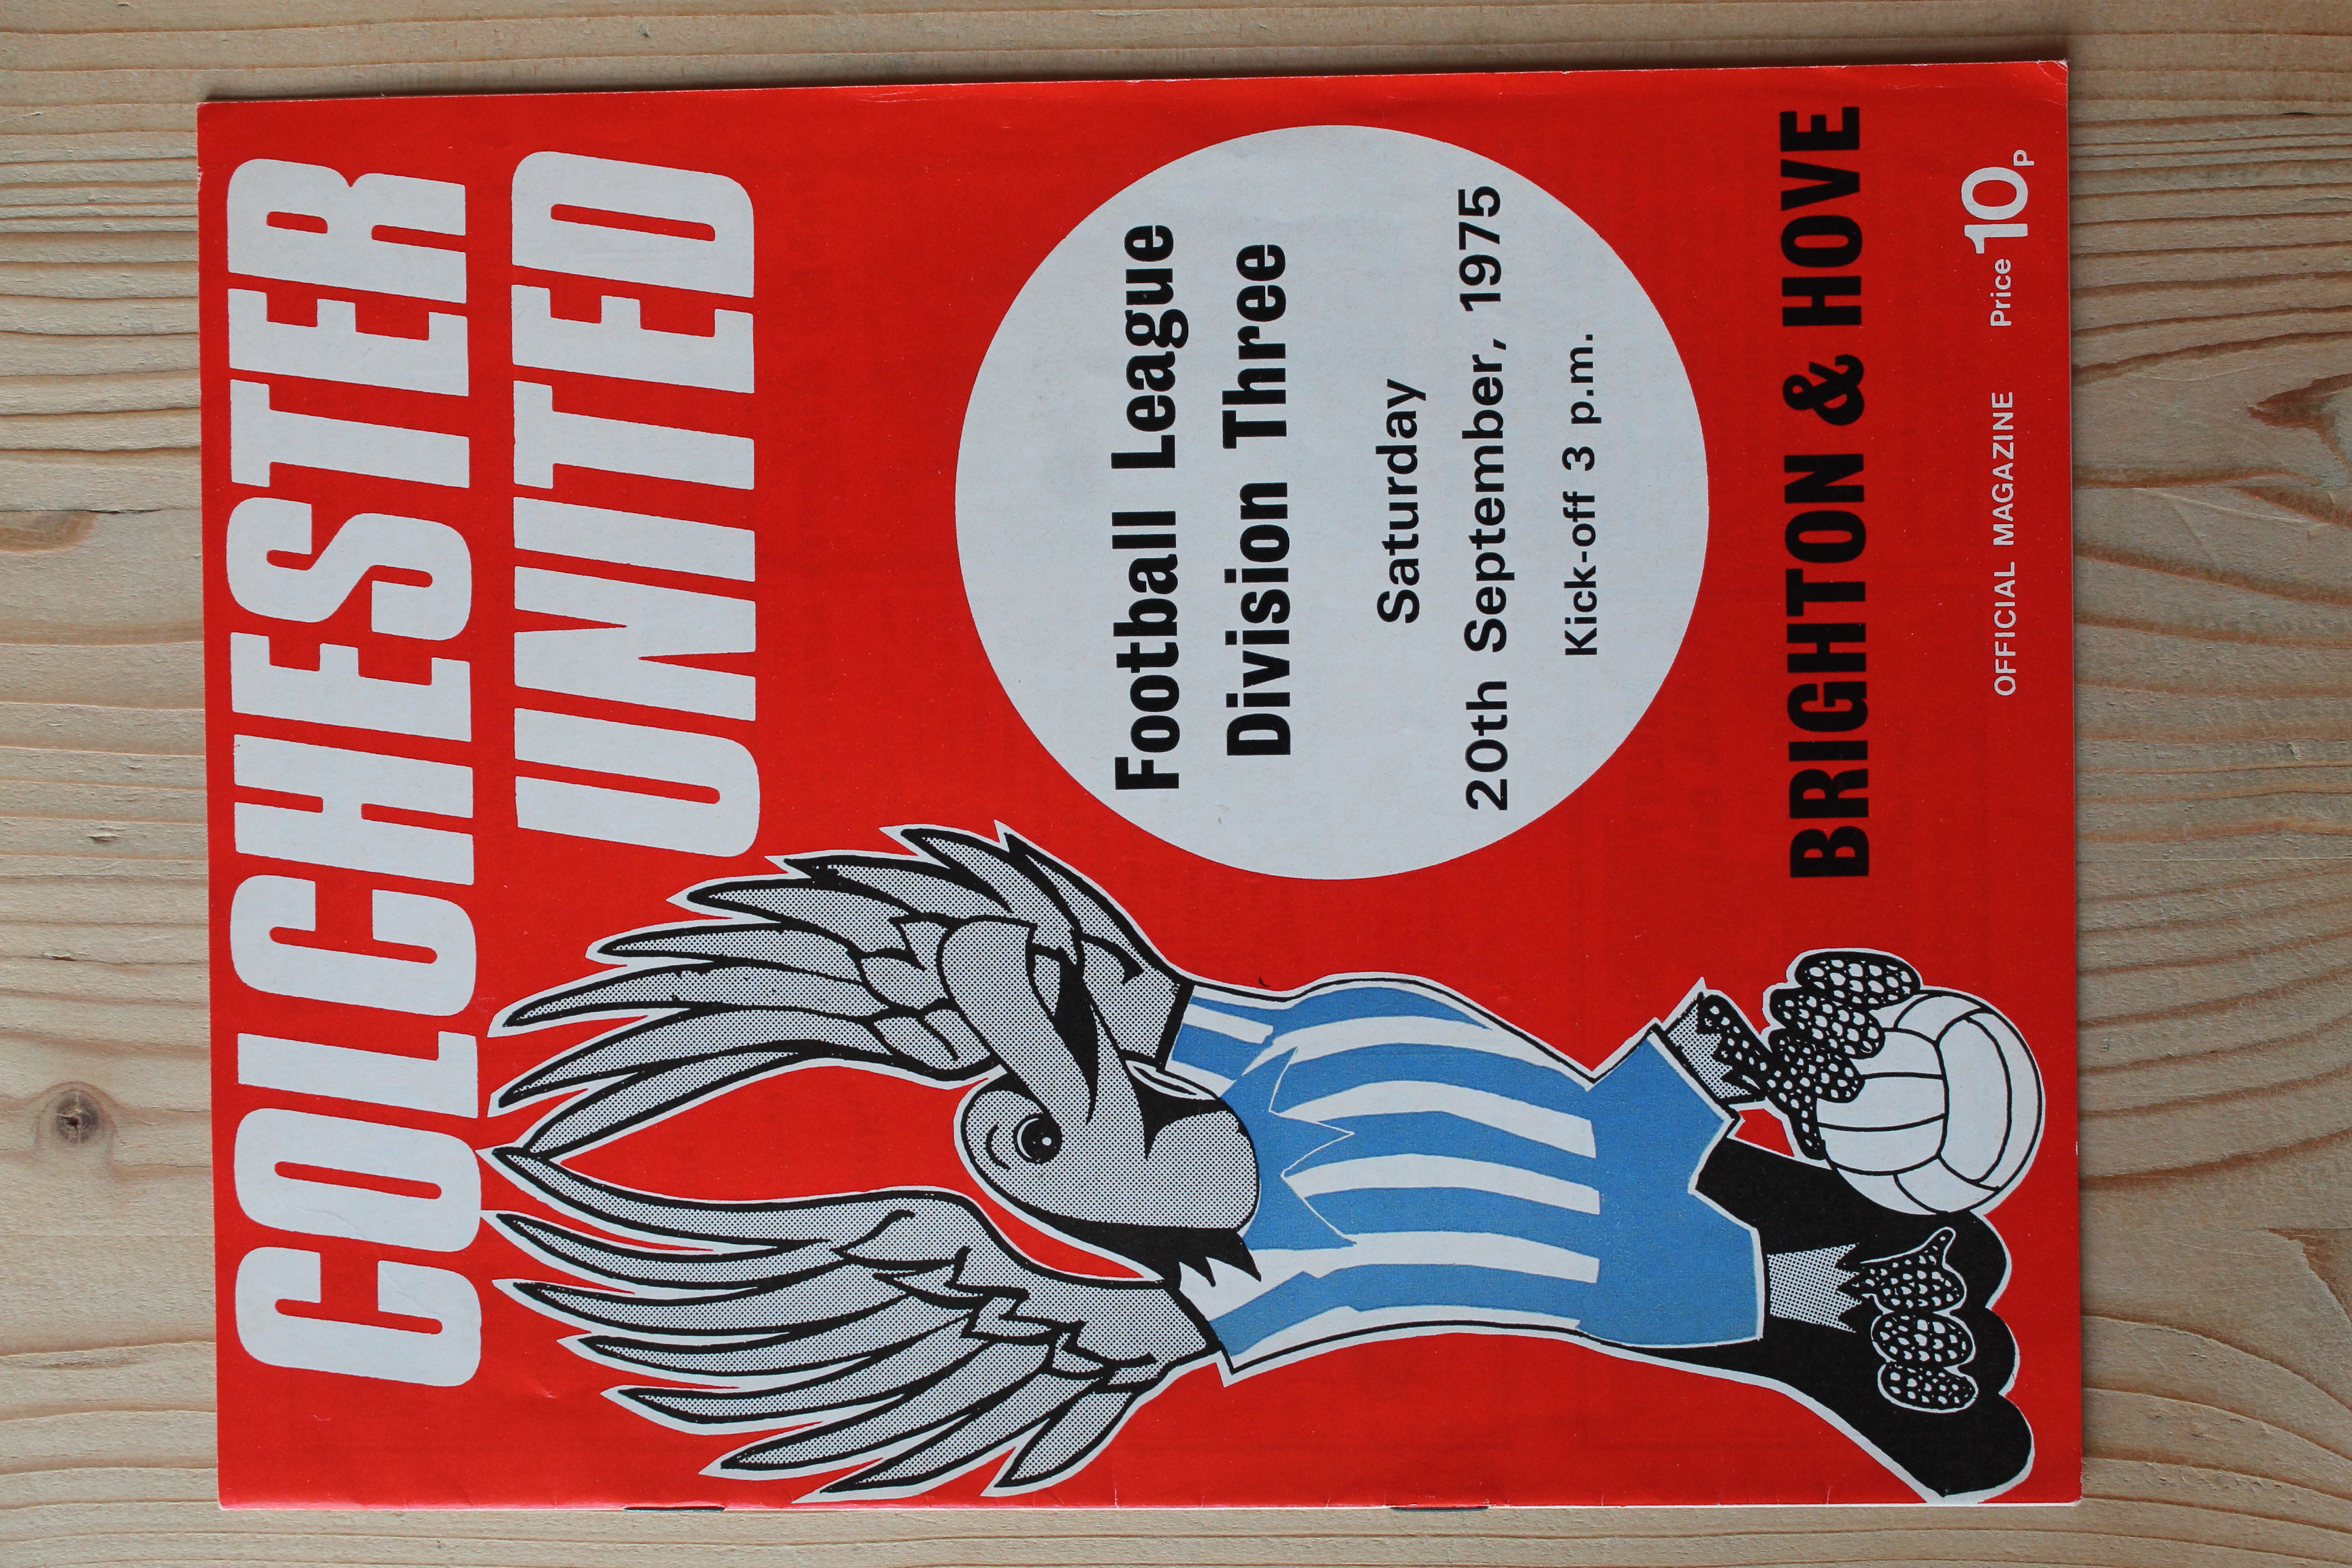 COLCHESTER
UNITED
Football League
Division Three
Saturday
20th September, 1975
Kick-off 3 p.m.
BRIGHTON & HOVE
OFFICIAL MAGAZINE Price 10p